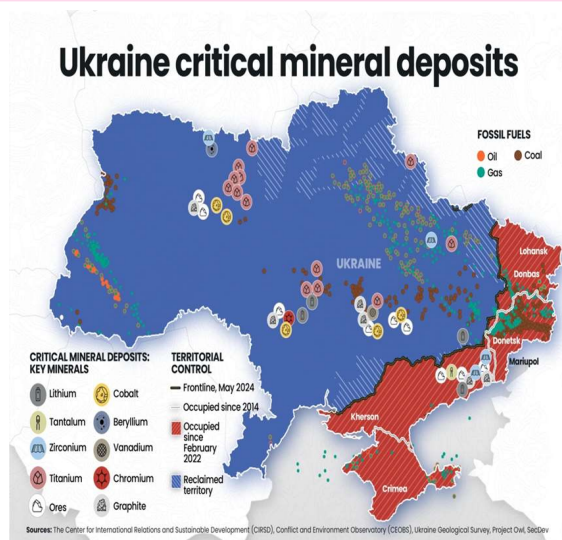 Ukraine critical mineral deposits
FOSSIL FUELS
Oil
Coal
Gas
Lohansk
Donbas
UKRAINE
Donetsk
Mariupol
Kherson
Crimea
CRITICAL MINERAL DEPOSITS:
KEY MINERALS
Lithium
Cobalt
Tantalum
Beryllium
Zirconium
Vanadium
Titanium
Chromium
Ores
Graphite
TERRITORIAL
CONTROL
Frontline, May 2024
Occupied since 2014
Occupied
since
February
2022
Reclaimed
territory
Sources: The Center for International Relations and Sustainable Development (CIRSD), Conflict and Environment Observatory (CEOBS), Ukraine Geological Survey, Project Owl, SecDev